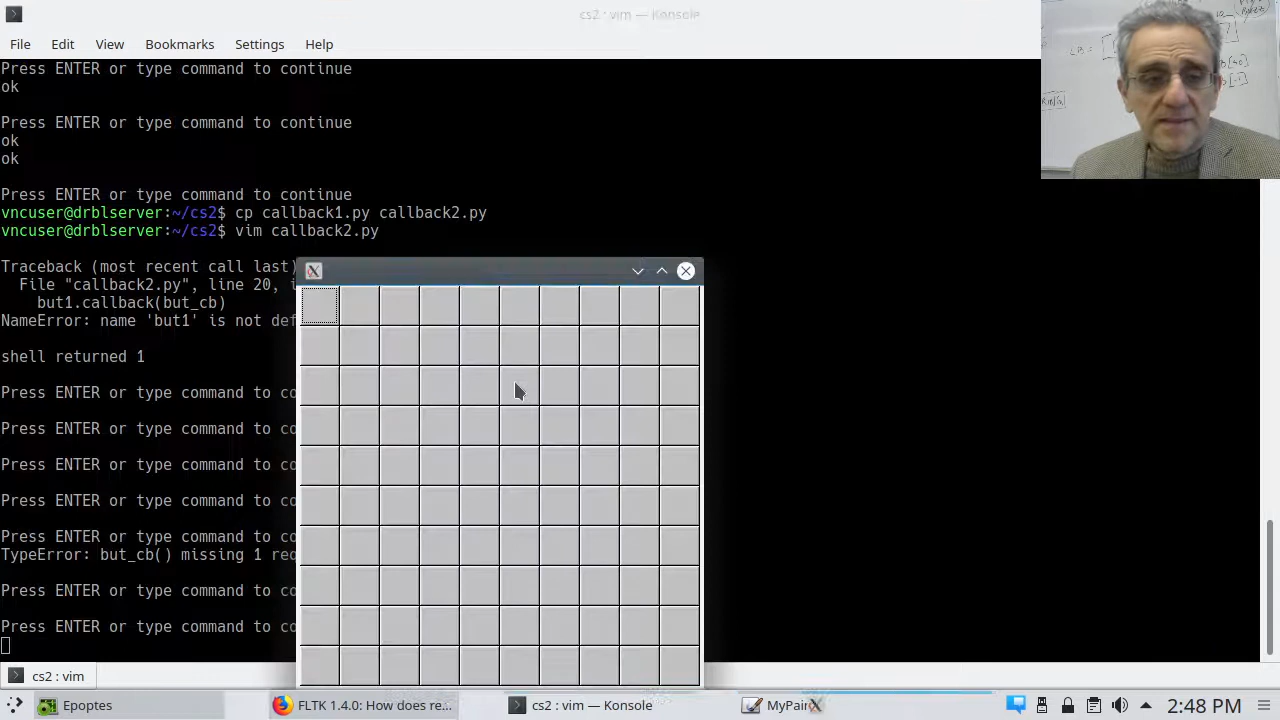 cs2 : vim — Konsole
File Edit View Bookmarks Settings Help
Press ENTER or type command to continue
ok
Press ENTER or type command to continue
ok
ok
Press ENTER or type command to continue
vncuser@drblserver:~/cs2$ cp callback1.py callback2.py
vncuser@drblserver:~/cs2$ vim callback2.py
Traceback (most recent call last)
File "callback2.py", line 20, i
but1.callback(but_cb)
NameError: name 'but1' is not def
shell returned 1
Press ENTER or type command to co
Press ENTER or type command to co
Press ENTER or type command to co
Press ENTER or type command to co
Press ENTER or type command to co
TypeError: but_cb() missing 1 req
Press ENTER or type command to co
Press ENTER or type command to co
cs2 : vim
Epoptes
FLTK 1.4.0: How does re...
cs2 : vim — Konsole
MyPain
2:48 PM